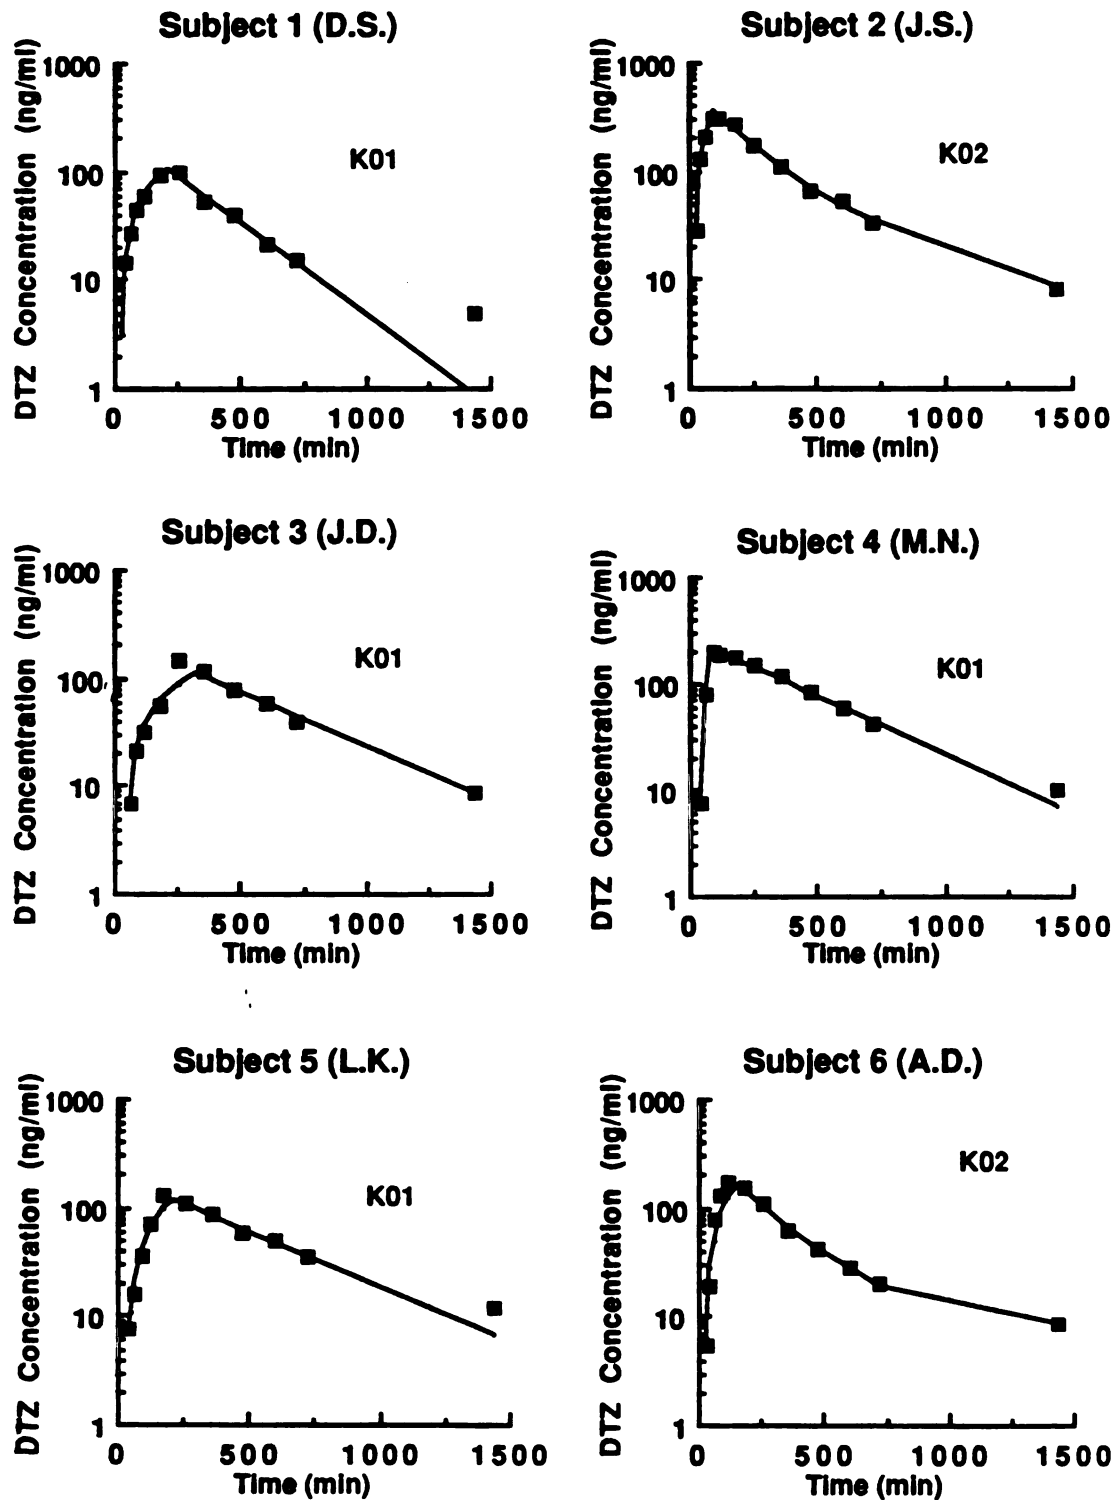 Subject 1 (D.S.)
DTZ Concentration (ng/ml)
1000
100
10
1
K01
0 500 1000 1500
Time (min)
Subject 2 (J.S.)
DTZ Concentration (ng/ml)
1000
100
10
1
K02
0 500 1000 1500
Time (min)
Subject 3 (J.D.)
DTZ Concentration (ng/ml)
1000
100
10
1
K01
0 500 1000 1500
Time (min)
Subject 4 (M.N.)
DTZ Concentration (ng/ml)
1000
100
10
1
K01
0 500 1000 1500
Time (min)
Subject 5 (L.K.)
DTZ Concentration (ng/ml)
1000
100
10
1
K01
0 500 1000 1500
Time (min)
Subject 6 (A.D.)
DTZ Concentration (ng/ml)
1000
100
10
1
K02
0 500 1000 1500
Time (min)